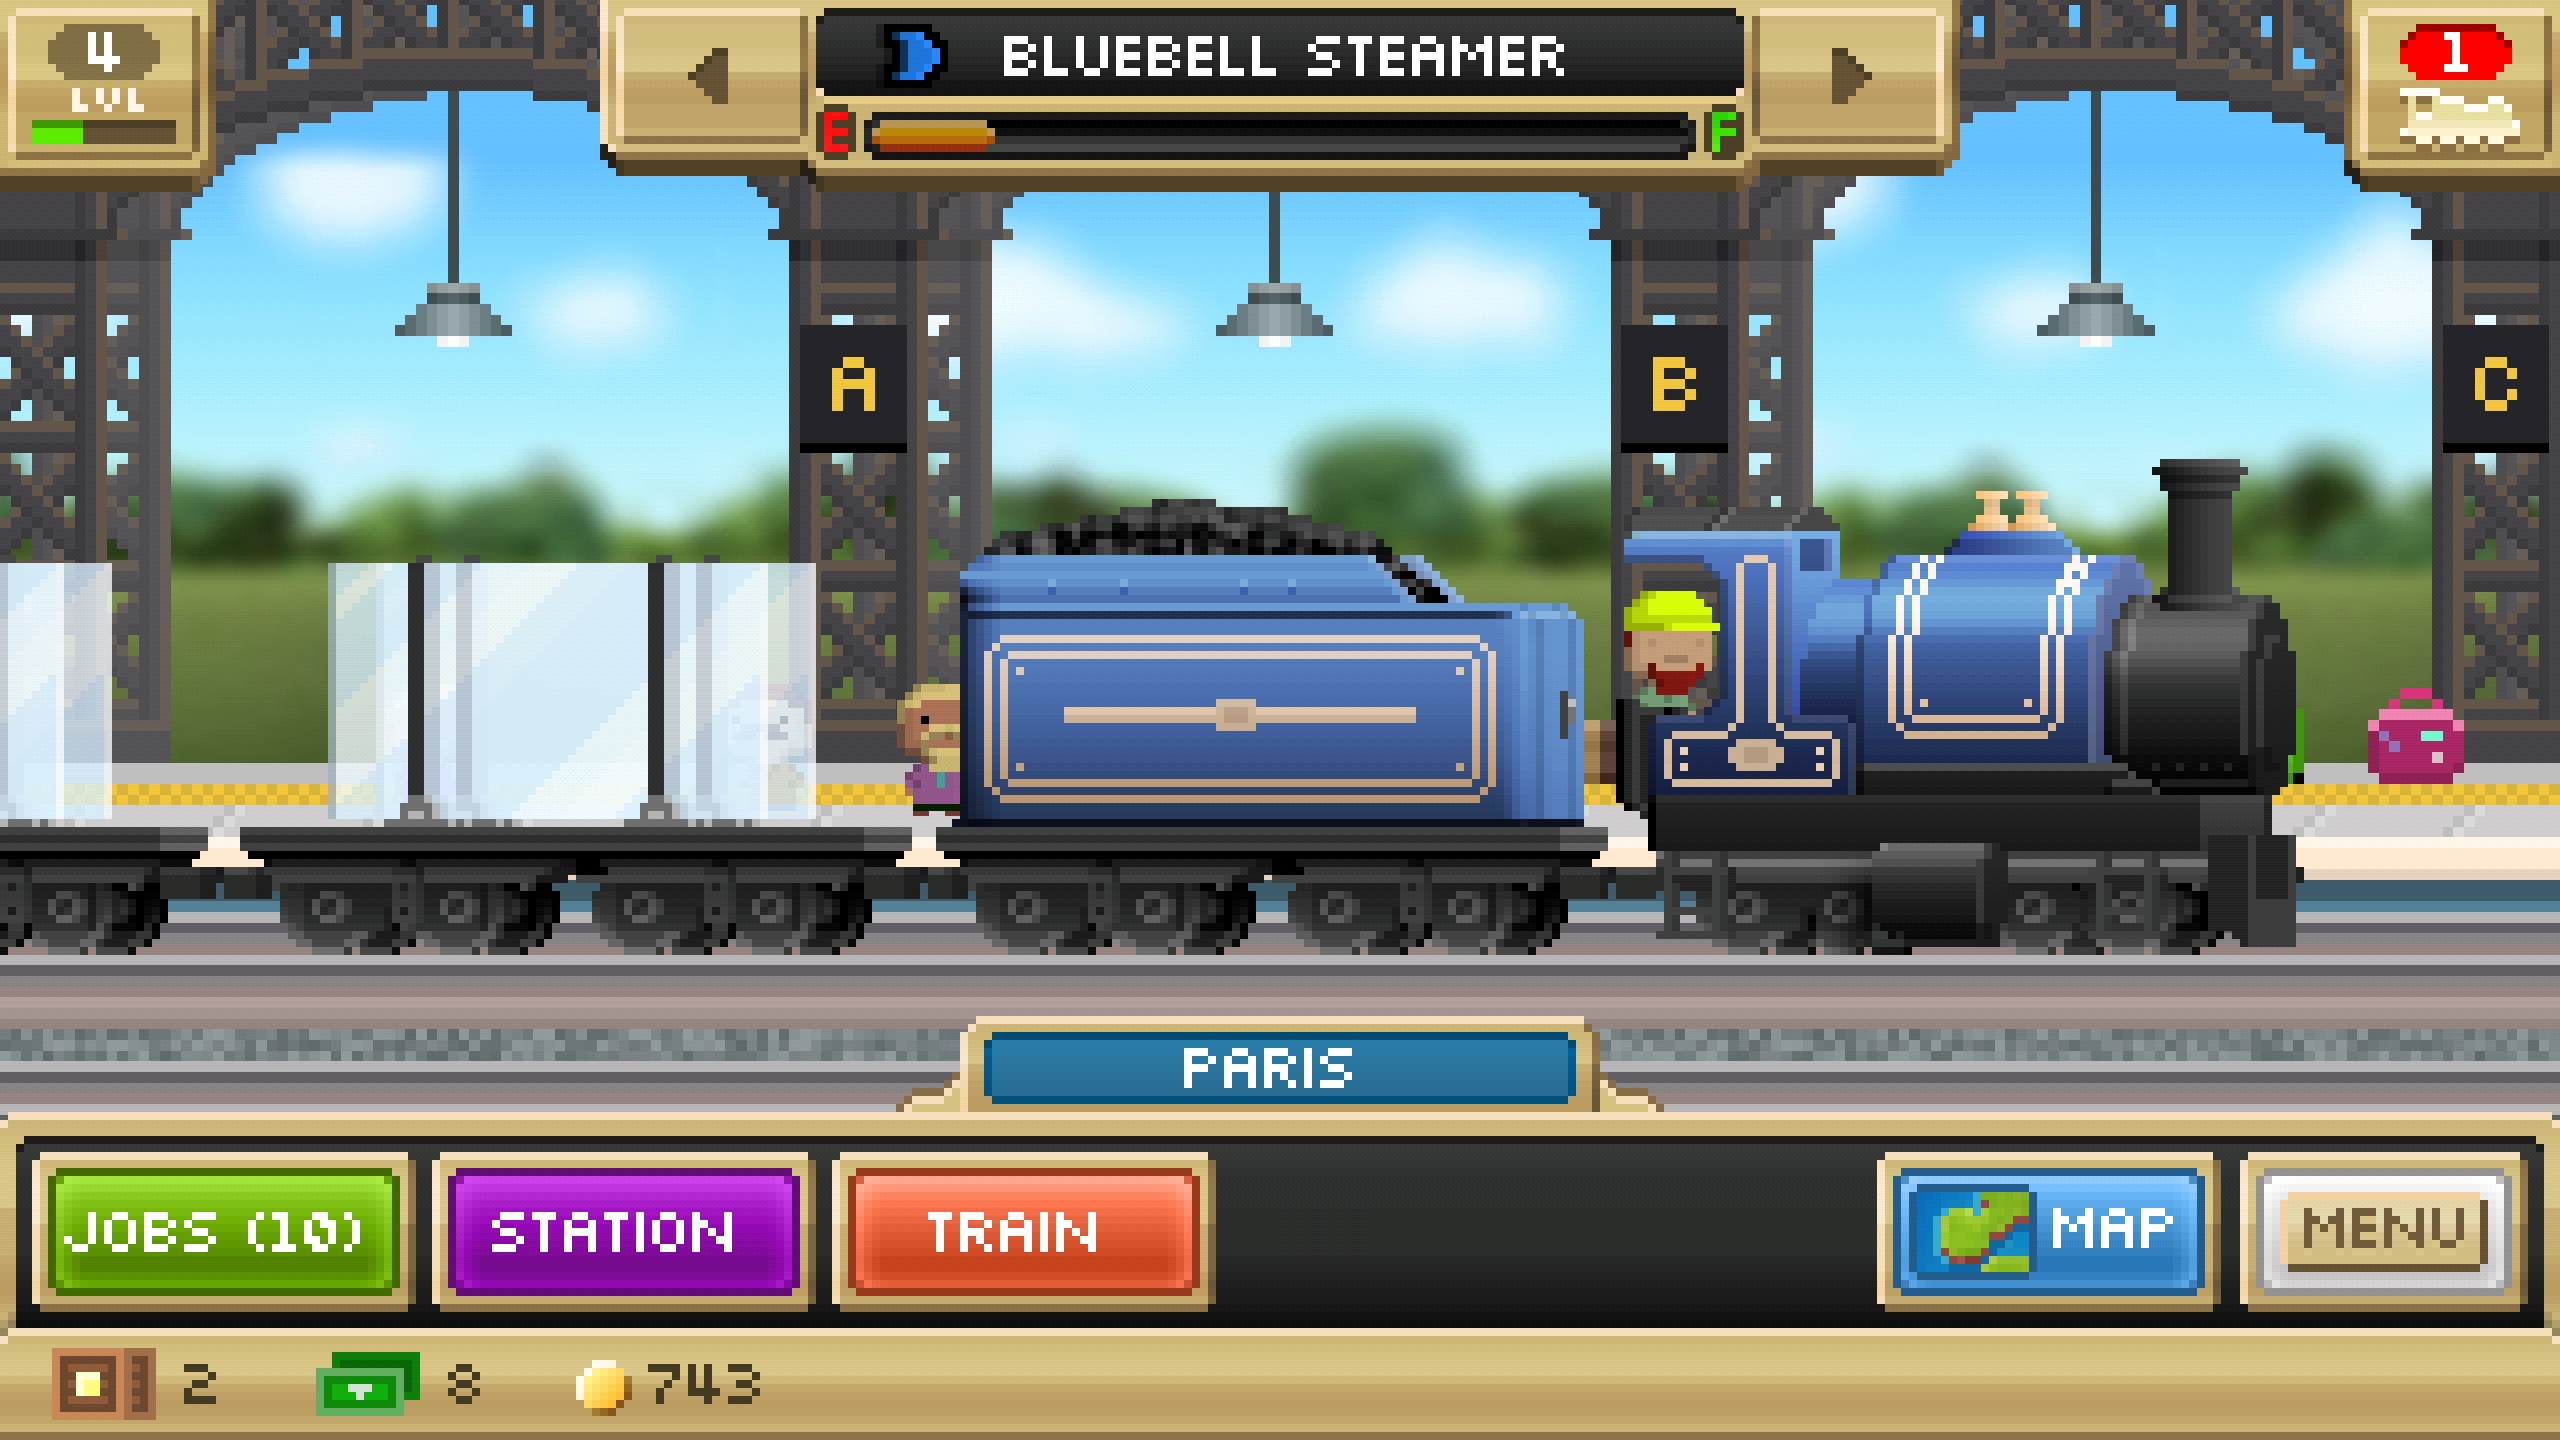 4
LVL
BLUEBELL STEAMER
E
F
1
A
B
C
PARIS
JOBS (10)
STATION
TRAIN
MAP
MENU
2
8
743